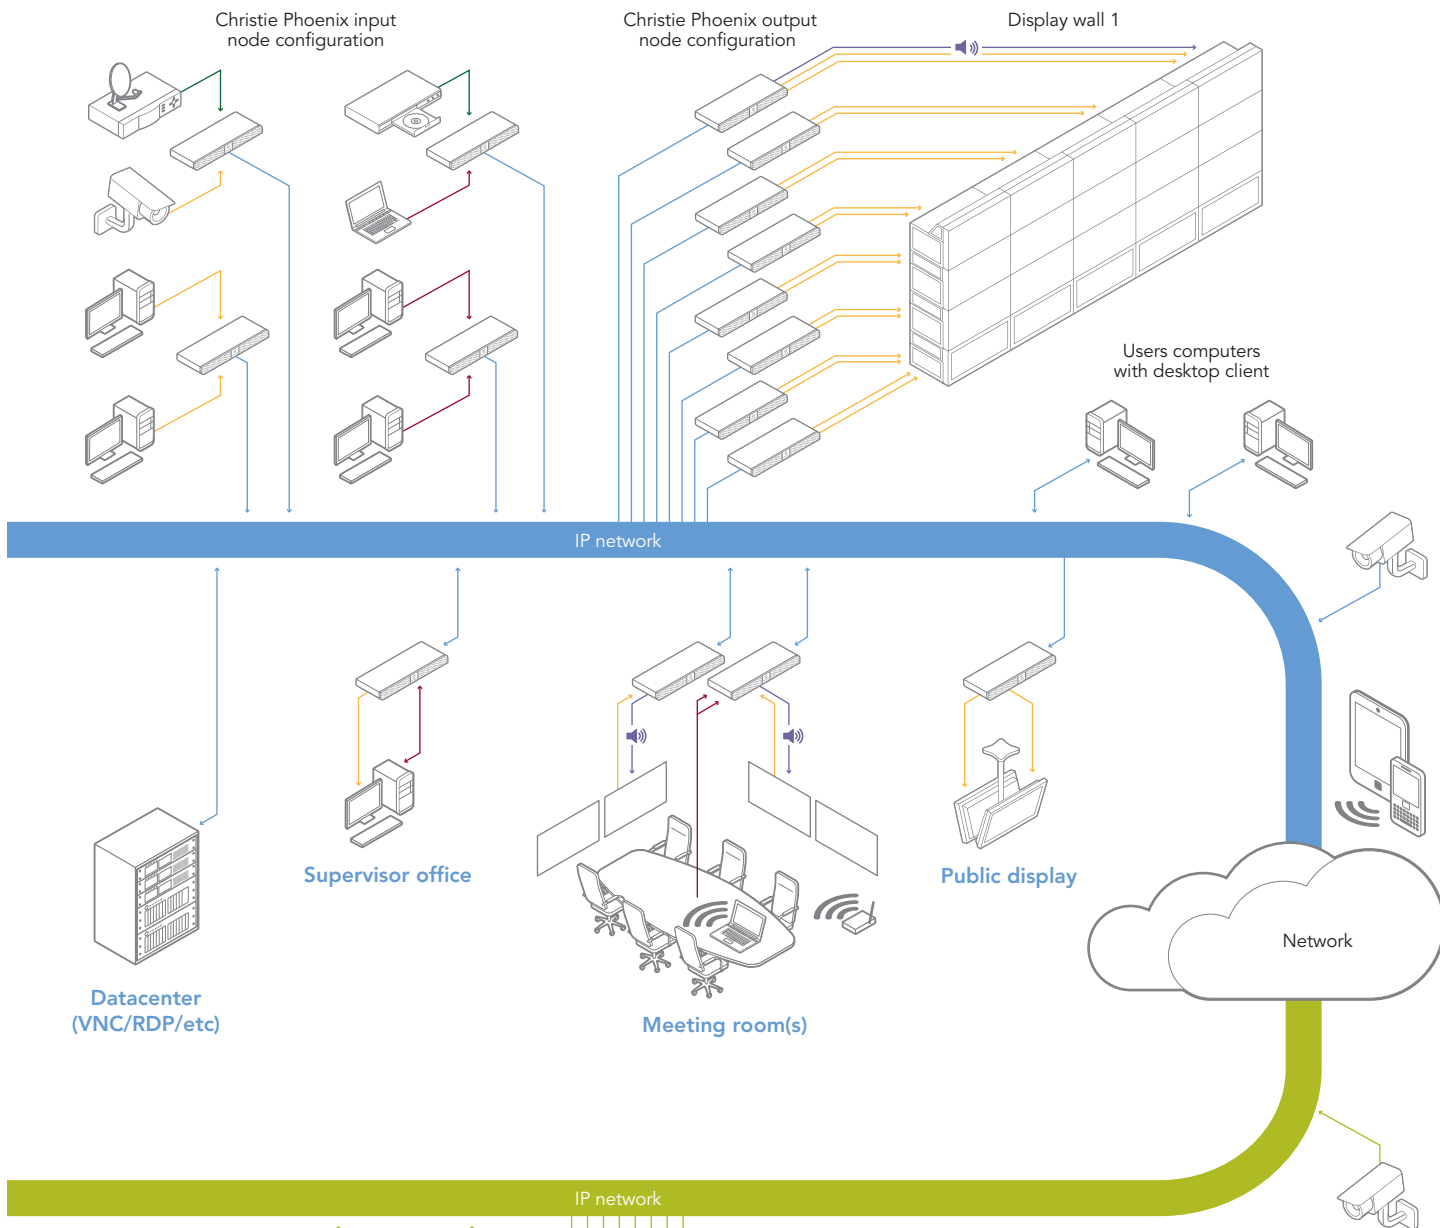 Christie Phoenix input
node configuration
Christie Phoenix output
node configuration
Display wall 1
Users computers
with desktop client
IP network
Supervisor office
Public display
Network
Datacenter
(VNC/RDP/etc)
Meeting room(s)
IP network